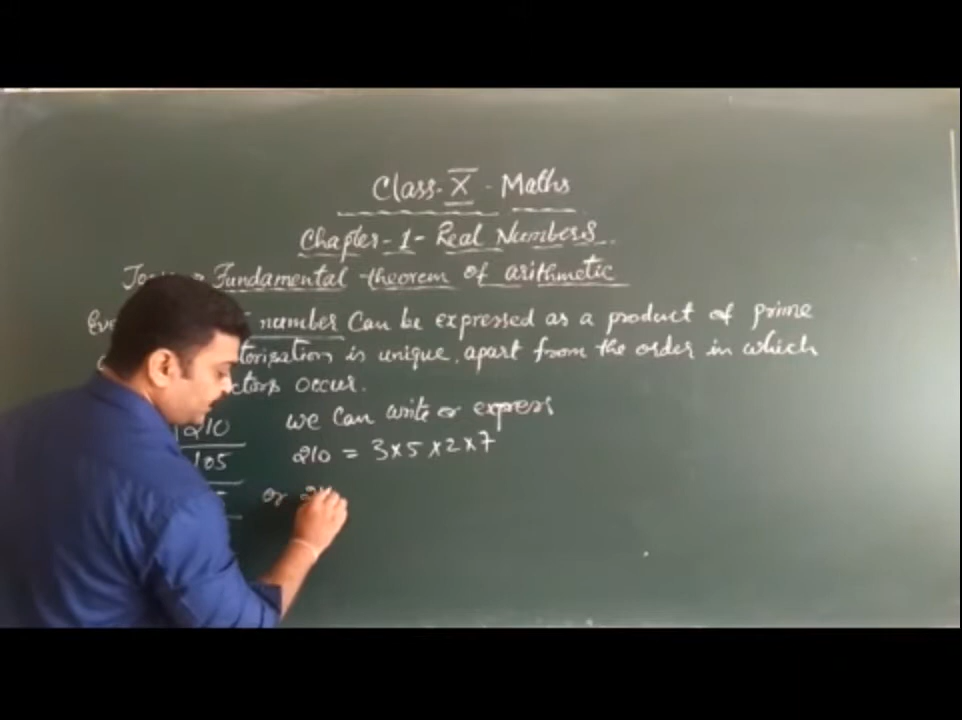 Class-X-Maths
Chapter-1-Real Numbers.
Fundamental theorem of arithmetic
number Can be expressed as a product of prime
is unique, apart from the order in which
occur.
210 we can write or express
105 210 = 3×5×2×7
or